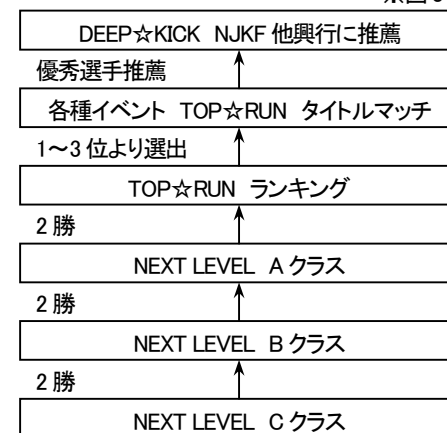 DEEP☆KICK NJKF 他興行に推薦
優秀選手推薦
各種イベント TOP☆RUN タイトルマッチ
1～3位より選出
TOP☆RUN ランキング
2勝
NEXT LEVEL Aクラス
2勝
NEXT LEVEL Bクラス
2勝
NEXT LEVEL Cクラス